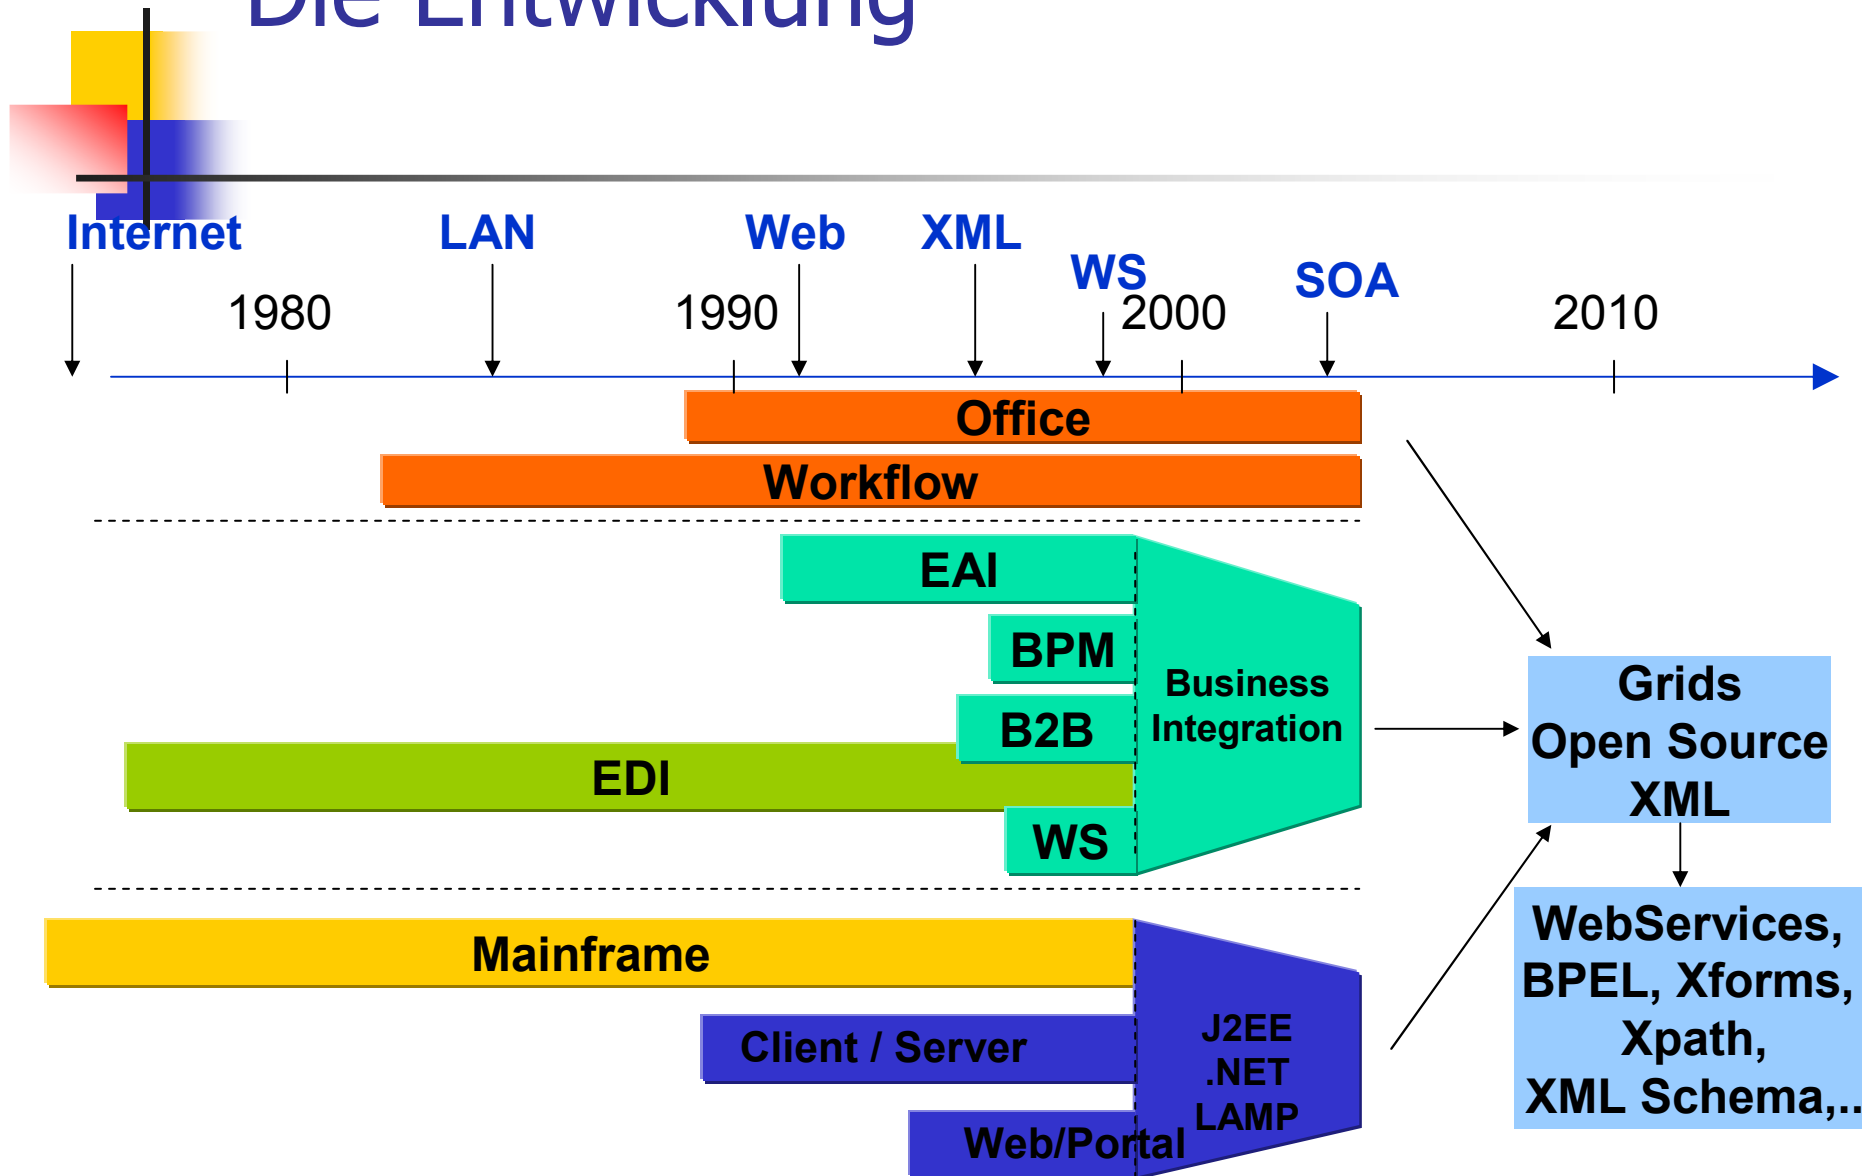 Die Entwicklung
Internet LAN Web XML WS SOA
1980 1990 2000 2010
Office
Workflow
EAI
BPM
Business
Integration
B2B
EDI
WS
Grids
Open Source
XML
Mainframe
Client / Server
Web/Portal
J2EE
.NET
LAMP
WebServices,
BPEL, Xforms,
Xpath,
XML Schema,..